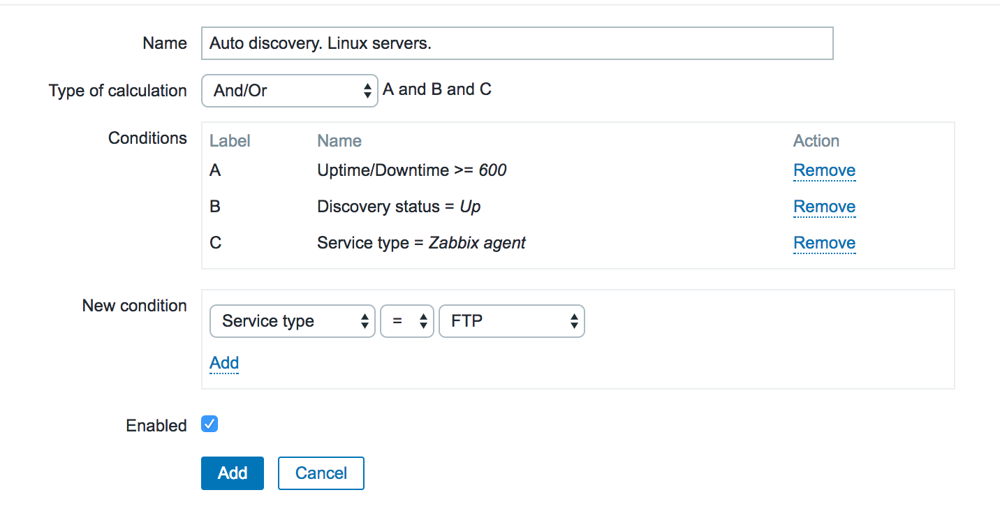 Name Auto discovery. Linux servers.
Type of calculation And/Or A and B and C
Conditions Label Name Action
A Uptime/Downtime >= 600 Remove
B Discovery status = Up Remove
C Service type = Zabbix agent Remove
New condition
Service type = FTP
Add
Enabled
Add Cancel